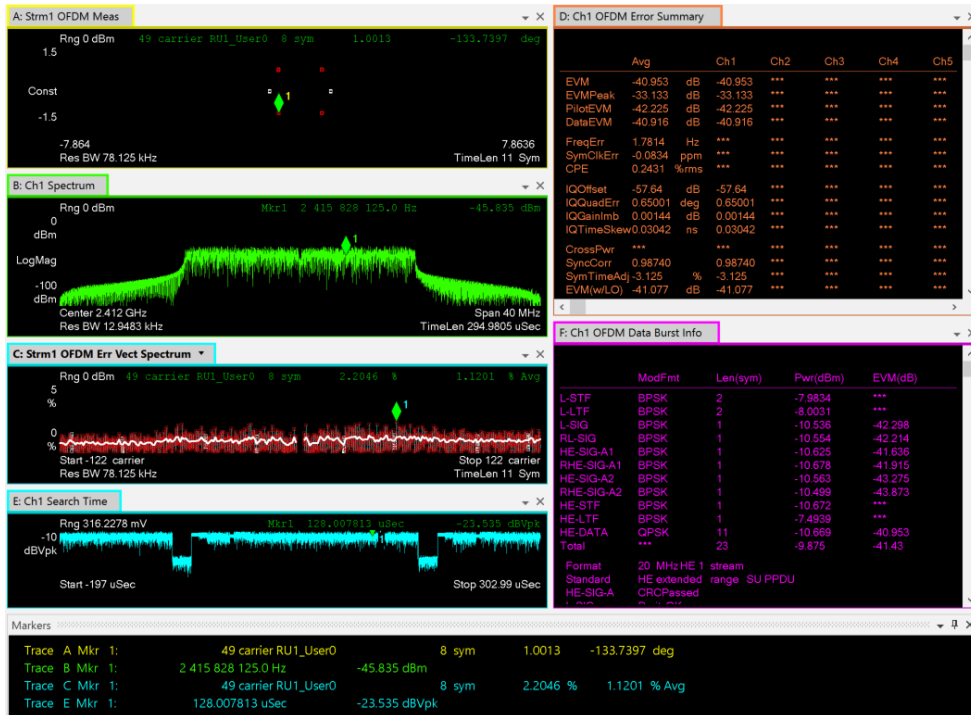 A: Strm1 OFDM Meas
Rng 0 dBm 49 carrier RU1_User0 8 sym 1.0013 -133.7397 deg
1.5
Const
1
-1.5
-7.864 7.8636
Res BW 78.125 kHz TimeLen 11 Sym
B: Ch1 Spectrum
Rng 0 dBm Mkr1 2 415 828 125.0 Hz -45.835 dBm
0
dBm
1
LogMag
-100
dBm
Center 2.412 GHz Span 40 MHz
Res BW 12.9483 kHz TimeLen 294.9805 uSec
C: Strm1 OFDM Err Vect Spectrum
Rng 0 dBm 49 carrier RU1_User0 8 sym 2.2046 % 1.1201 % Avg
5
%
1
0
%
Start -122 carrier Stop 122 carrier
Res BW 78.125 kHz TimeLen 11 Sym
E: Ch1 Search Time
Rng 316.2278 mV Mkr1 128.007813 uSec -23.535 dBVpk
-10
dBVpk
1
Start -197 uSec Stop 302.99 uSec
D: Ch1 OFDM Error Summary
Avg Ch1 Ch2 Ch3 Ch4 Ch5
EVM -40.953 dB -40.953 *** *** *** ***
EVMPeak -33.133 dB -33.133 *** *** *** ***
PilotEVM -42.225 dB -42.225 *** *** *** ***
DataEVM -40.916 dB -40.916 *** *** *** ***
FreqErr 1.7814 Hz *** *** *** *** ***
SymClkErr -0.0834 ppm *** *** *** *** ***
CPE 0.2431 %rms *** *** *** *** ***
IQOffset -57.64 dB -57.64 *** *** *** ***
IQQuadErr 0.65001 deg 0.65001 *** *** *** ***
IQGainImb 0.00144 dB 0.00144 *** *** *** ***
IQTimeSkew 0.03042 ns 0.03042 *** *** *** ***
CrossPwr *** *** *** *** *** ***
SyncCorr 0.98740 0.98740 *** *** *** ***
SymTimeAdj -3.125 % -3.125 *** *** *** ***
EVM(w/LO) -41.077 dB -41.077 *** *** *** ***
F: Ch1 OFDM Data Burst Info
ModFmt Len(sym) Pwr(dBm) EVM(dB)
L-STF BPSK 2 -7.9834 ***
L-LTF BPSK 2 -8.0031 ***
L-SIG BPSK 1 -10.536 -42.298
RL-SIG BPSK 1 -10.554 -42.214
HE-SIG-A1 BPSK 1 -10.625 -41.636
RHE-SIG-A1 BPSK 1 -10.678 -41.915
HE-SIG-A2 BPSK 1 -10.563 -43.275
RHE-SIG-A2 BPSK 1 -10.499 -43.873
HE-STF BPSK 1 -10.672 ***
HE-LTF BPSK 1 -7.4939 ***
HE-DATA QPSK 11 -10.669 -40.953
Total *** 23 -9.875 -41.43
Format 20 MHz HE 1 stream
Standard HE extended range SU PPDU
HE-SIG-A CRCPassed
Markers
Trace A Mkr 1: 49 carrier RU1_User0 8 sym 1.0013 -133.7397 deg
Trace B Mkr 1: 2 415 828 125.0 Hz -45.835 dBm
Trace C Mkr 1: 49 carrier RU1_User0 8 sym 2.2046 % 1.1201 % Avg
Trace E Mkr 1: 128.007813 uSec -23.535 dBVpk